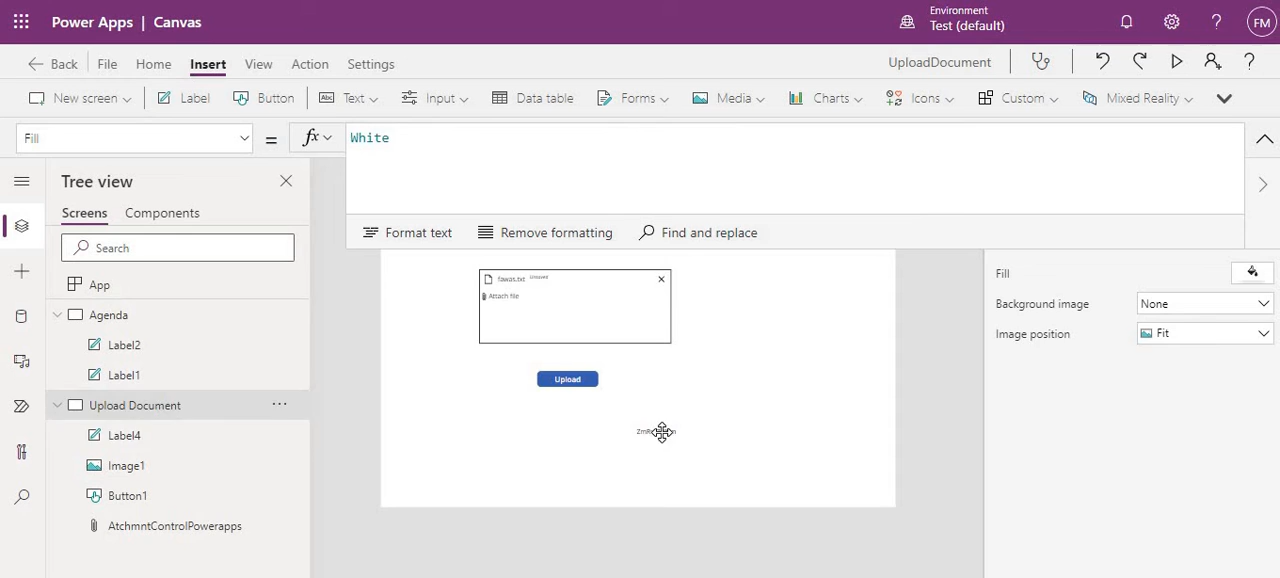 Power Apps | Canvas
Environment
Test (default)
FM
Back
File
Home
Insert
View
Action
Settings
UploadDocument
New screen
Label
Button
Abc
Text
Input
Data table
Forms
Media
Charts
Icons
Custom
Mixed Reality
Fill
=
fx
White
Tree view
Screens
Components
Search
App
Agenda
Label2
Label1
Upload Document
Label4
Image1
Button1
AtchmntControlPowerapps
Format text
Remove formatting
Find and replace
fawas.txt
Unsaved
Attach file
Upload
Fill
Background image
None
Image position
Fit